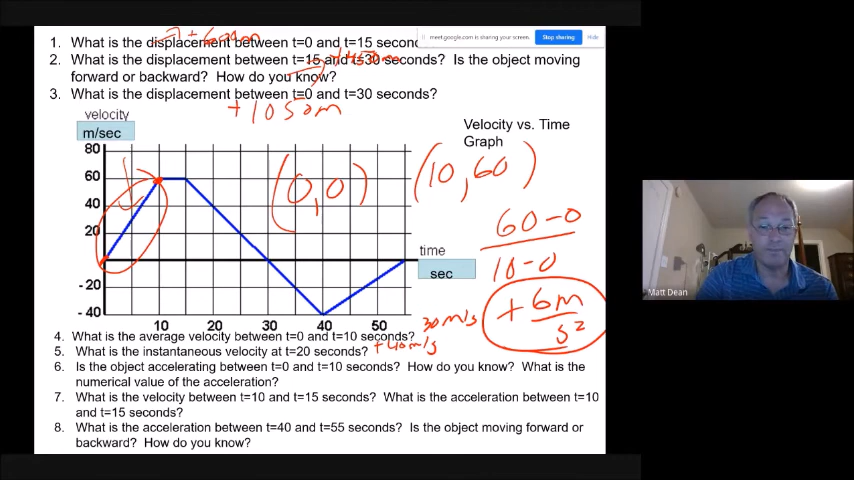 1. What is the displacement between t=0 and t=15 secon
+600m
meet.google.com is sharing your screen. Stop sharing Hide
2. What is the displacement between t=15 and t=30 seconds? Is the object moving
+450m
forward or backward? How do you know?
3. What is the displacement between t=0 and t=30 seconds?
+1050m
velocity
m/sec
Velocity vs. Time
Graph
80
60
40
20
-20
-40
10 20 30 40 50
time
sec
(0,0) (10,60)
60-0
10-0
+6m
s²
4. What is the average velocity between t=0 and t=10 seconds? 30m/s
5. What is the instantaneous velocity at t=20 seconds? +40m/s
6. Is the object accelerating between t=0 and t=10 seconds? How do you know? What is the
numerical value of the acceleration?
7. What is the velocity between t=10 and t=15 seconds? What is the acceleration between t=10
and t=15 seconds?
8. What is the acceleration between t=40 and t=55 seconds? Is the object moving forward or
backward? How do you know?
Matt Dean